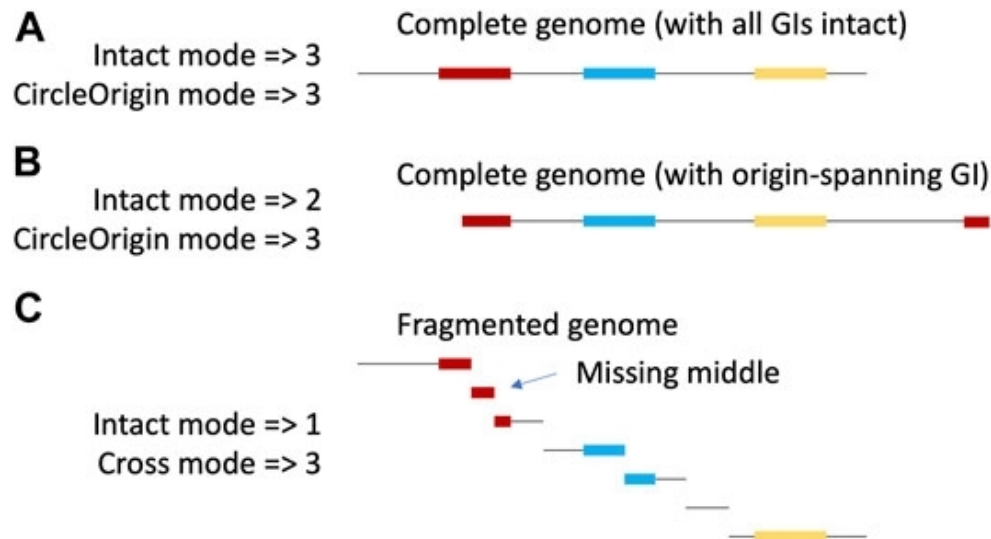 A
Complete genome (with all GIs intact)
Intact mode => 3
CircleOrigin mode => 3
B
Complete genome (with origin-spanning GI)
Intact mode => 2
CircleOrigin mode => 3
C
Fragmented genome
Missing middle
Intact mode => 1
Cross mode => 3